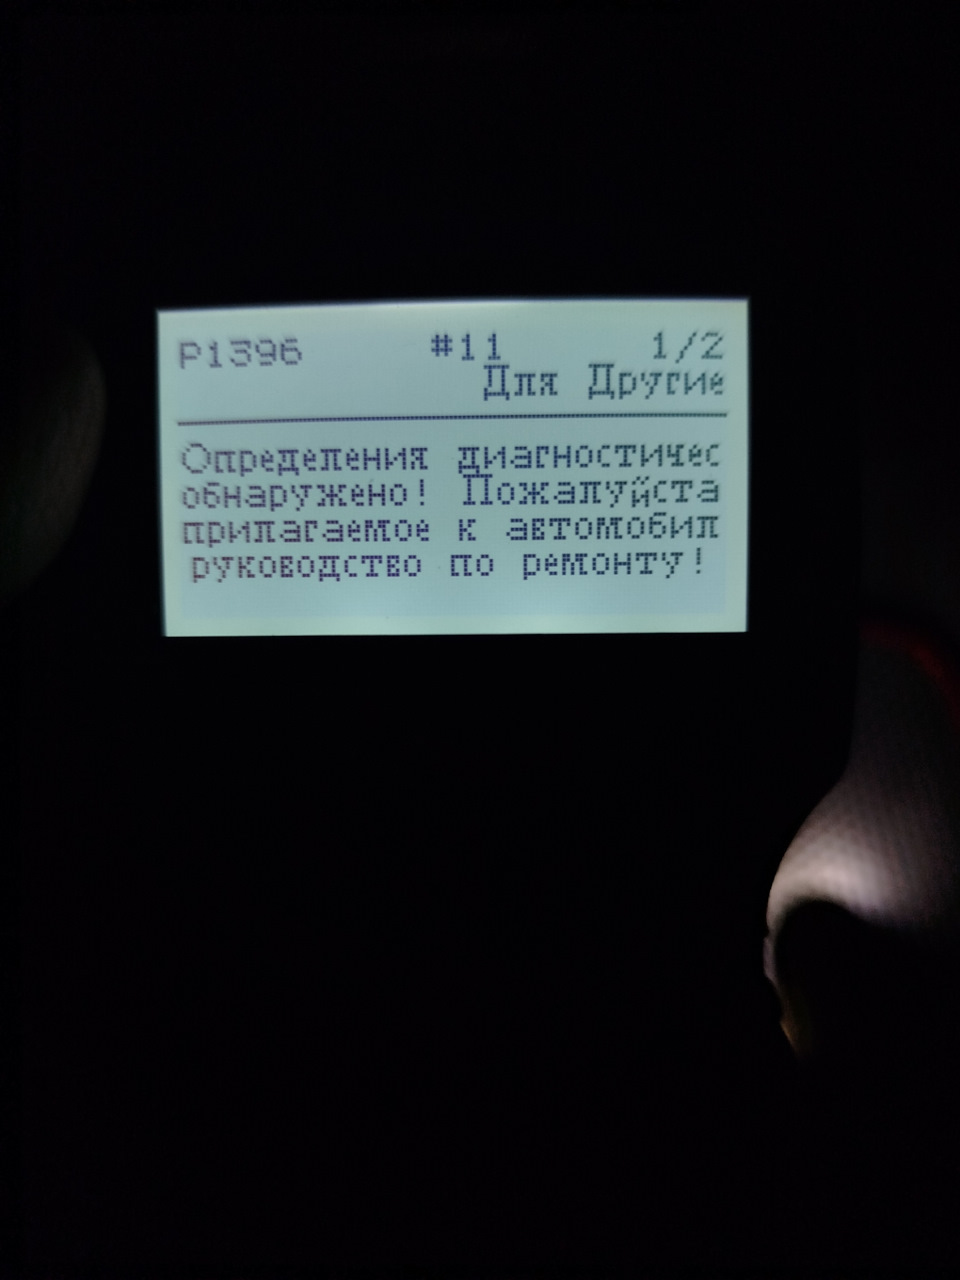 P1396 #11 1/2
Для Другие
Определения диагностичес
обнаружено! Пожалуйста
прилагаемое к автомобил
руководство по ремонту!